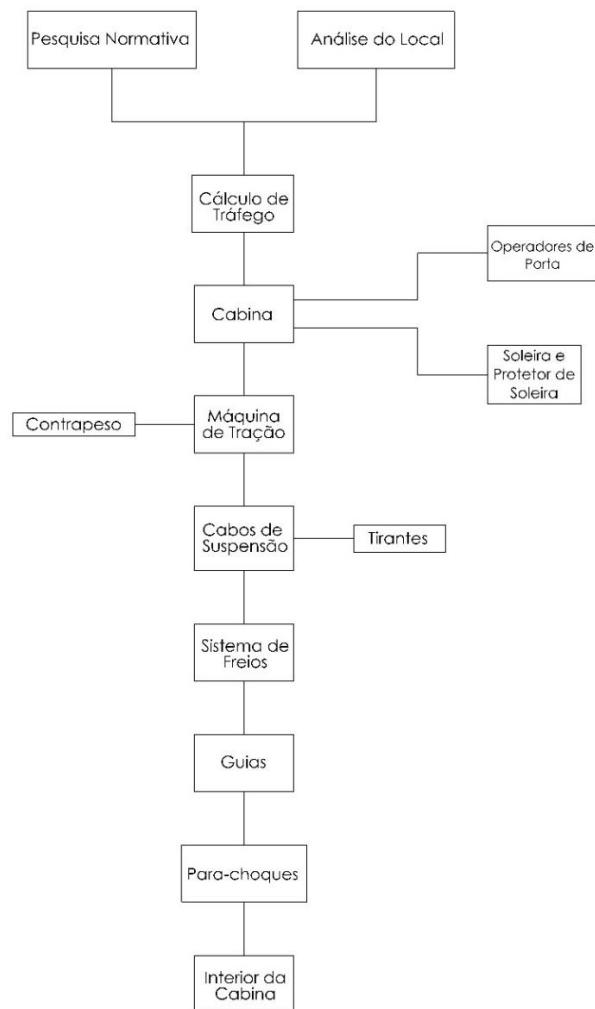 Pesquisa Normativa
Análise do Local
Cálculo de
Tráfego
Operadores de
Porta
Cabina
Soleira e
Protetor de
Soleira
Contrapeso
Máquina
de Tração
Cabos de
Suspensão
Tirantes
Sistema de
Freios
Guias
Para-choques
Interior da
Cabina